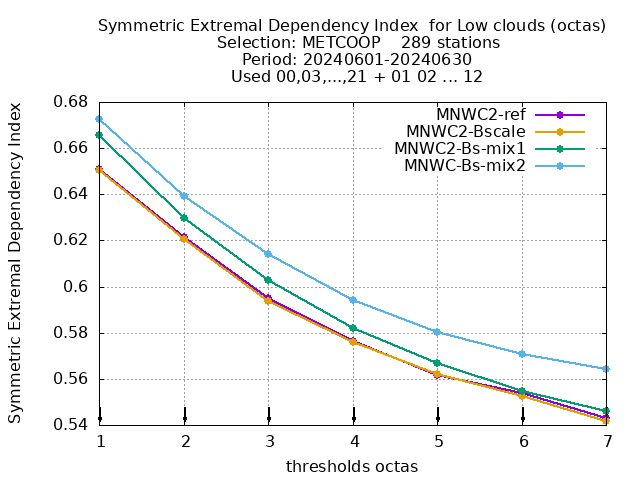 Symmetric Extremal Dependency Index  for Low clouds (octas)
Selection: METCOOP    289 stations
Period: 20240601-20240630
Used 00,03,...,21 + 01 02 ... 12
MNWC2-ref
MNWC2-Bscale
MNWC2-Bs-mix1
MNWC-Bs-mix2
Symmetric Extremal Dependency Index
0.68
0.66
0.64
0.62
0.6
0.58
0.56
0.54
1 2 3 4 5 6 7
thresholds octas